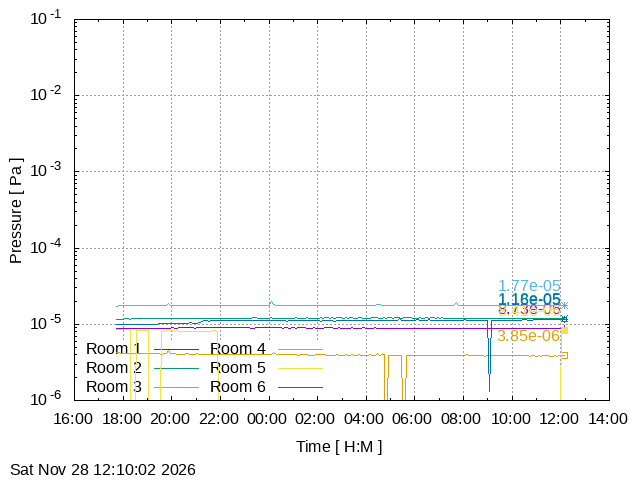 10^-1
10^-2
10^-3
10^-4
10^-5
10^-6
Pressure [ Pa ]
1.77e-05
1.16e-05
3.85e-06
Room 1
Room 2
Room 3
Room 4
Room 5
Room 6
16:00 18:00 20:00 22:00 00:00 02:00 04:00 06:00 08:00 10:00 12:00 14:00
Time [ H:M ]
Sat Nov 28 12:10:02 2026